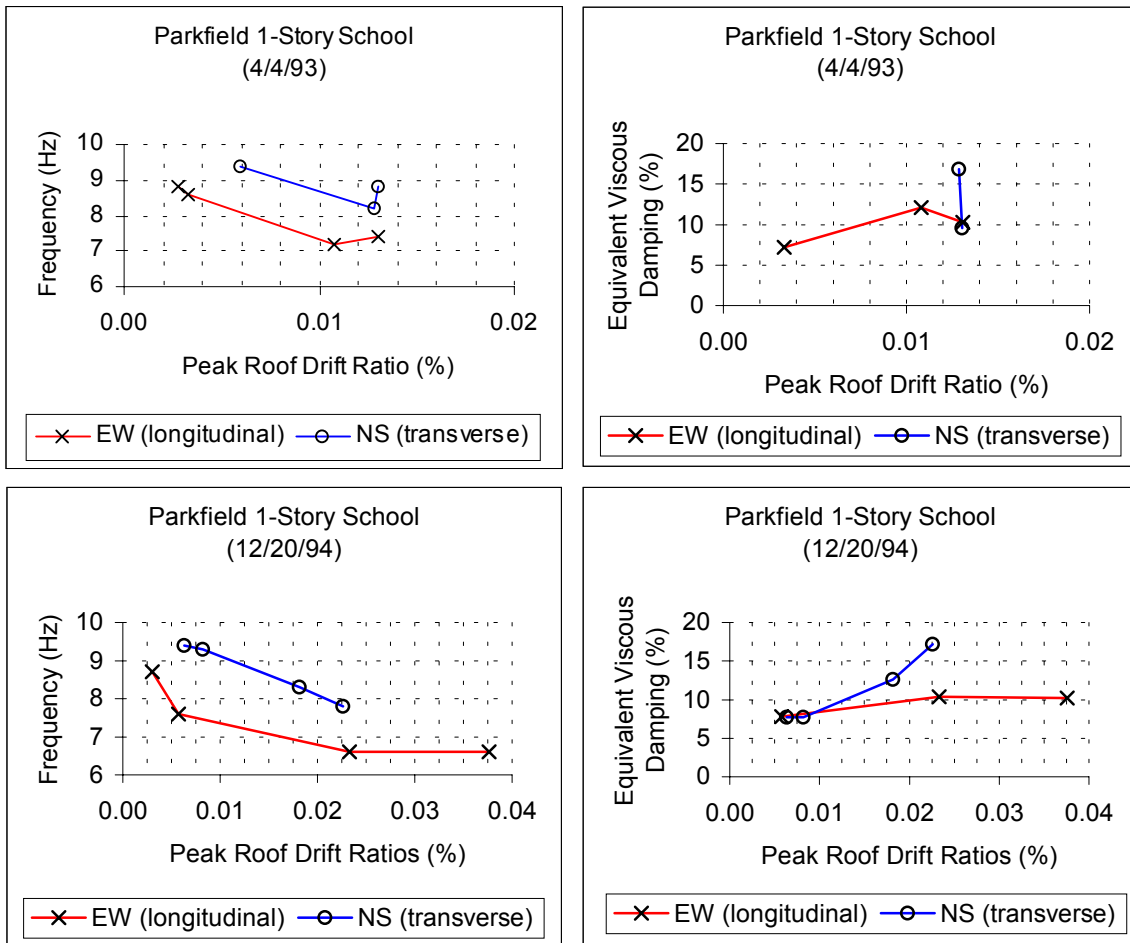 Parkfield 1-Story School
(4/4/93)
Frequency (Hz)
10
9
8
7
6
0.00 0.01 0.02
Peak Roof Drift Ratio (%)
EW (longitudinal) NS (transverse)
Parkfield 1-Story School
(4/4/93)
Equivalent Viscous
Damping (%)
20
15
10
5
0
0.00 0.01 0.02
Peak Roof Drift Ratio (%)
EW (longitudinal) NS (transverse)
Parkfield 1-Story School
(12/20/94)
Frequency (Hz)
10
9
8
7
6
0.00 0.01 0.02 0.03 0.04
Peak Roof Drift Ratios (%)
EW (longitudinal) NS (transverse)
Parkfield 1-Story School
(12/20/94)
Equivalent Viscous
Damping (%)
20
15
10
5
0
0.00 0.01 0.02 0.03 0.04
Peak Roof Drift Ratios (%)
EW (longitudinal) NS (transverse)